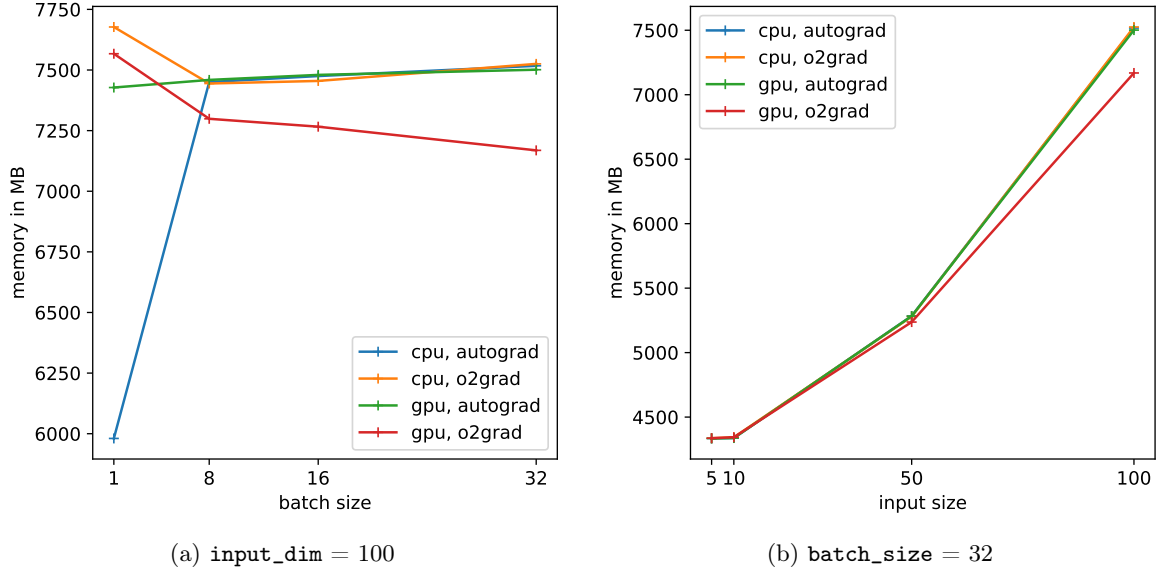 7750
7500
7250
7000
6750
6500
6250
6000
memory in MB
1 8 16 32
batch size
cpu, autograd
cpu, o2grad
gpu, autograd
gpu, o2grad
(a) input_dim = 100
7500
7000
6500
6000
5500
5000
4500
memory in MB
5 10 50 100
input size
cpu, autograd
cpu, o2grad
gpu, autograd
gpu, o2grad
(b) batch_size = 32